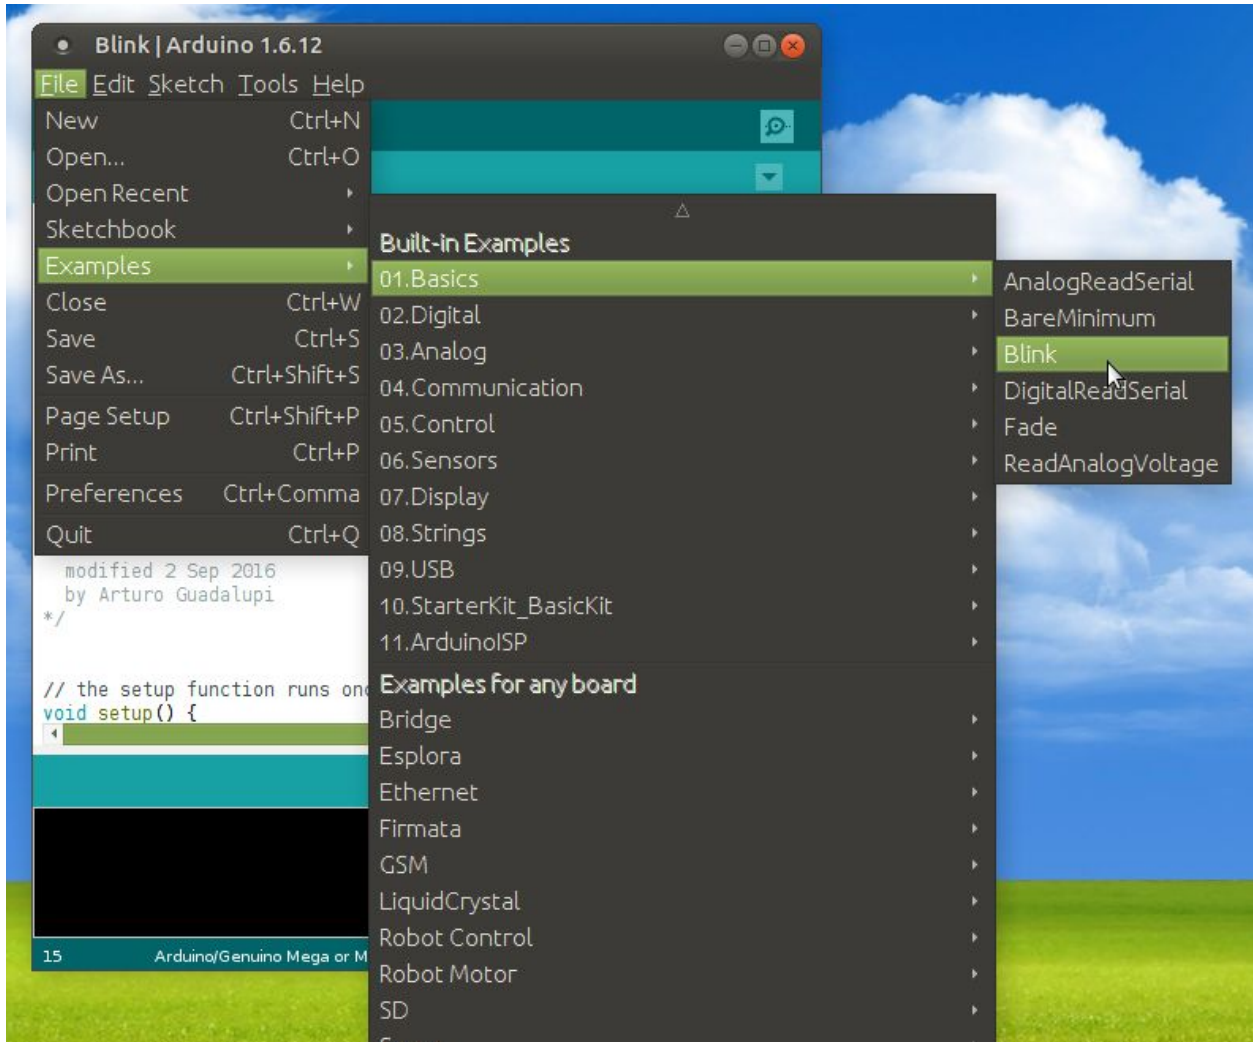 Blink | Arduino 1.6.12
File Edit Sketch Tools Help
New Ctrl+N
Open... Ctrl+O
Open Recent
Sketchbook
Examples
Close Ctrl+W
Save Ctrl+S
Save As... Ctrl+Shift+S
Page Setup Ctrl+Shift+P
Print Ctrl+P
Preferences Ctrl+Comma
Quit Ctrl+Q
Built-in Examples
01.Basics
02.Digital
03.Analog
04.Communication
05.Control
06.Sensors
07.Display
08.Strings
09.USB
10.StarterKit_BasicKit
11.ArduinoISP
Examples for any board
Bridge
Esplora
Ethernet
Firmata
GSM
LiquidCrystal
Robot Control
Robot Motor
SD
AnalogReadSerial
BareMinimum
Blink
DigitalReadSerial
Fade
ReadAnalogVoltage
modified 2 Sep 2016
by Arturo Guadalupi
*/
// the setup function runs onc
void setup() {
15 Arduino/Genuino Mega or M